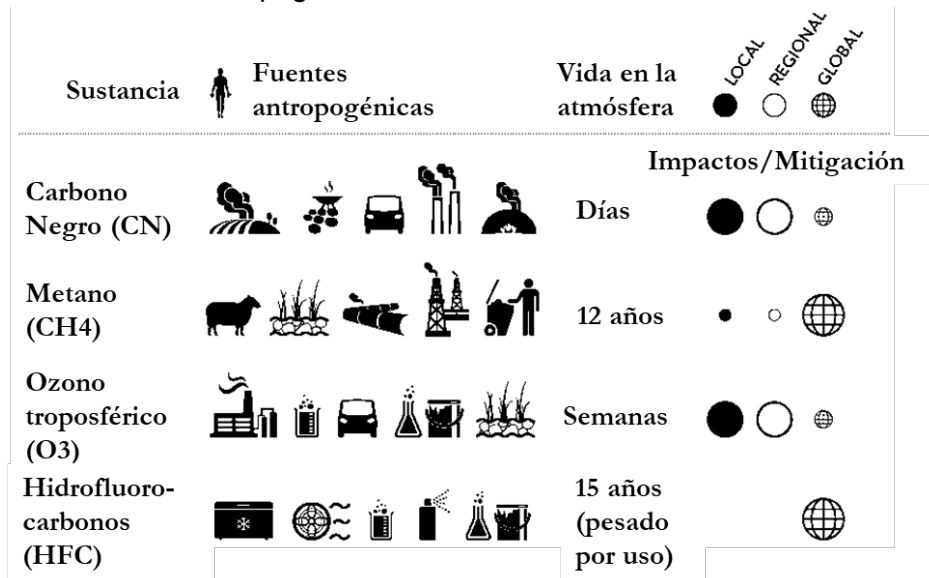 Sustancia
Fuentes
antropogénicas
Vida en la
atmósfera
LOCAL
REGIONAL
GLOBAL
Impactos/Mitigación
Carbono
Negro (CN)
Días
Metano
(CH4)
12 años
Ozono
troposférico
(O3)
Semanas
Hidrofluoro-
carbonos
(HFC)
15 años
(pesado
por uso)